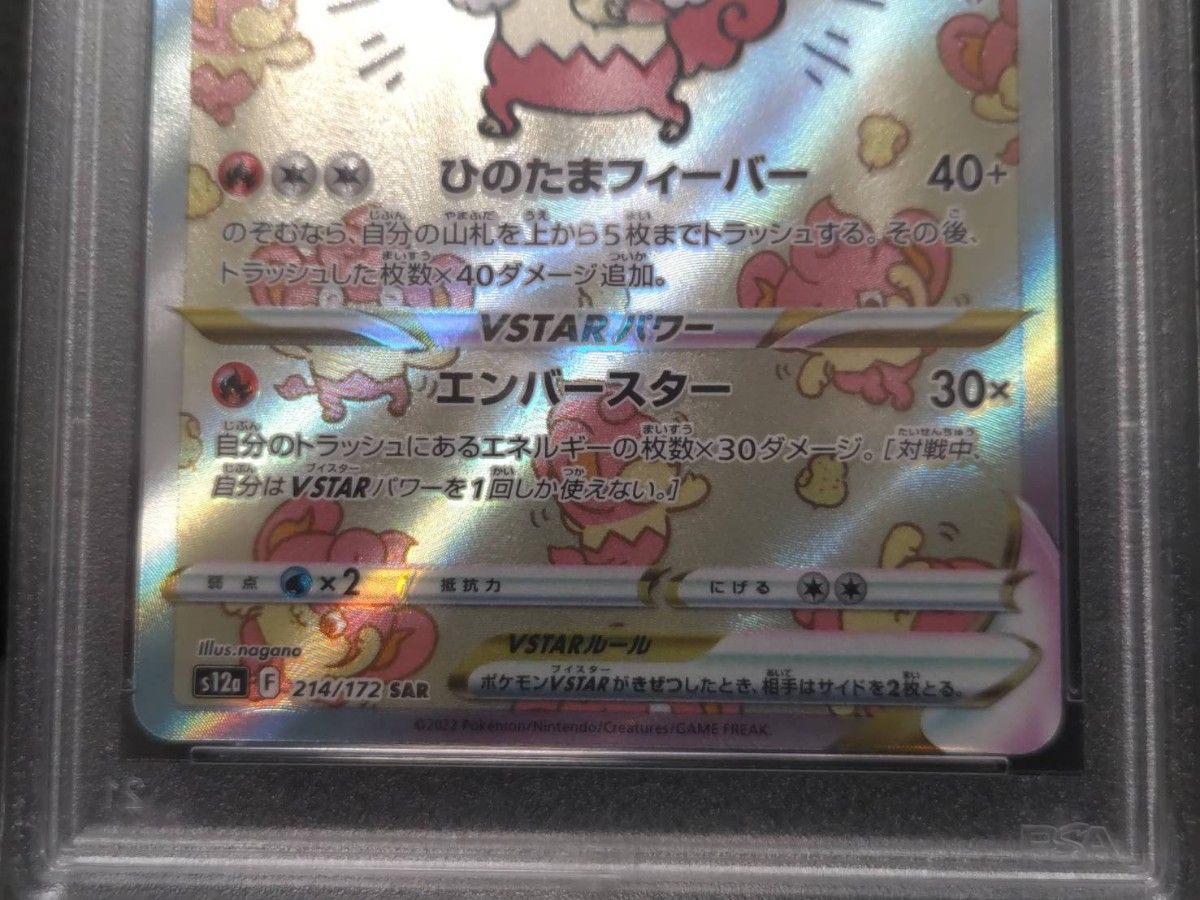 ひのたまフィーバー 40+
のぞむなら、自分の山札を上から5枚までトラッシュする。その後、
トラッシュした枚数×40ダメージ追加。
VSTARパワー
エンバースター 30×
自分のトラッシュにあるエネルギーの枚数×30ダメージ。[対戦中、
自分はVSTARパワーを1回しか使えない。]
弱点 ×2 抵抗力 にげる
Illus.nagano
VSTARルール
s12a F 214/172 SAR
ポケモンVSTARがきぜつしたとき、相手はサイドを2枚とる。
©2022 Pokémon/Nintendo/Creatures/GAME FREAK.
PSA